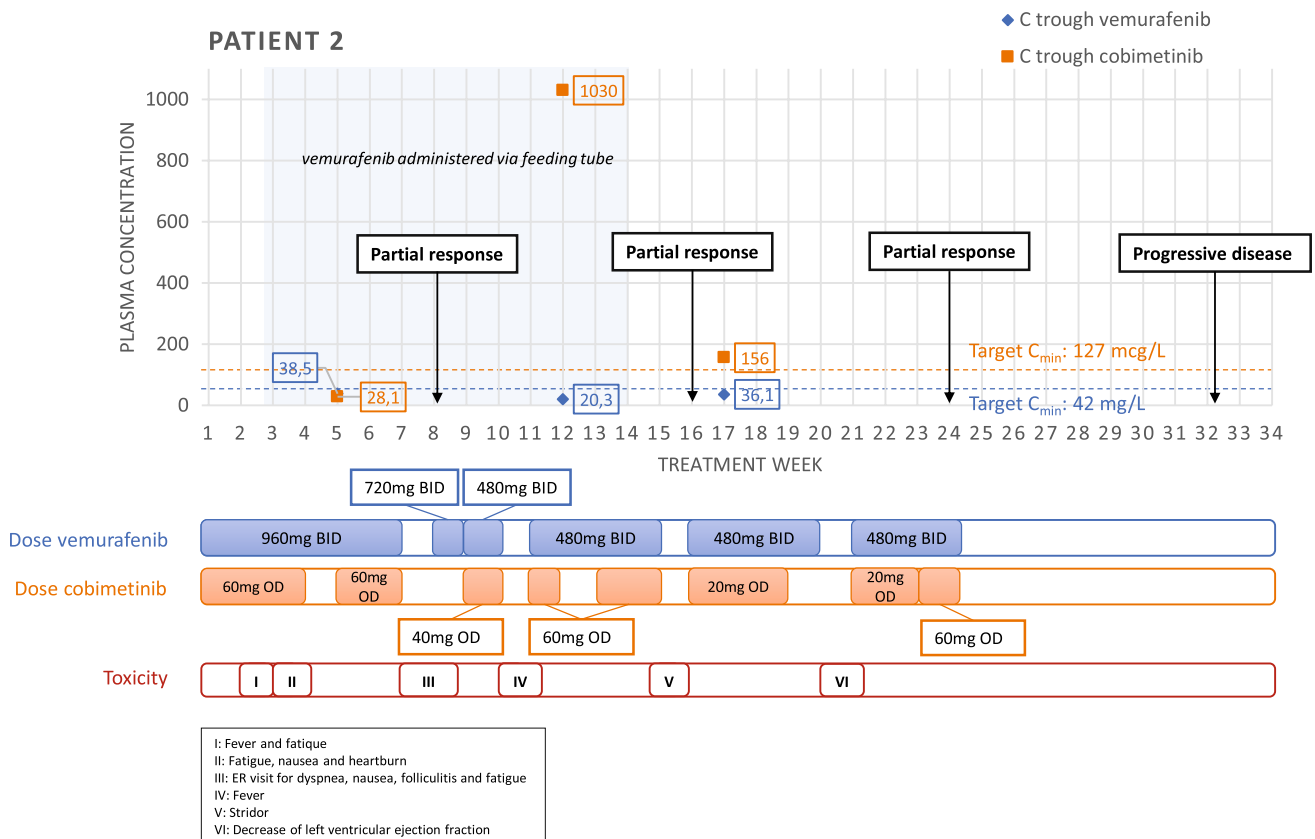 PATIENT 2
C trough vemurafenib
C trough cobimetinib
PLASMA CONCENTRATION
1000
800
600
400
200
0
1030
vemurafenib administered via feeding tube
Partial response
Partial response
Partial response
Progressive disease
38,5
28,1
20,3
156
36,1
Target Cmin: 127 mcg/L
Target Cmin: 42 mg/L
1 2 3 4 5 6 7 8 9 10 11 12 13 14 15 16 17 18 19 20 21 22 23 24 25 26 27 28 29 30 31 32 33 34
TREATMENT WEEK
720mg BID
480mg BID
Dose vemurafenib
960mg BID
480mg BID
480mg BID
480mg BID
Dose cobimetinib
60mg OD
60mg
OD
20mg OD
20mg
OD
40mg OD
60mg OD
60mg OD
Toxicity
I
II
III
IV
V
VI
I: Fever and fatique
II: Fatigue, nausea and heartburn
III: ER visit for dyspnea, nausea, folliculitis and fatigue
IV: Fever
V: Stridor
VI: Decrease of left ventricular ejection fraction